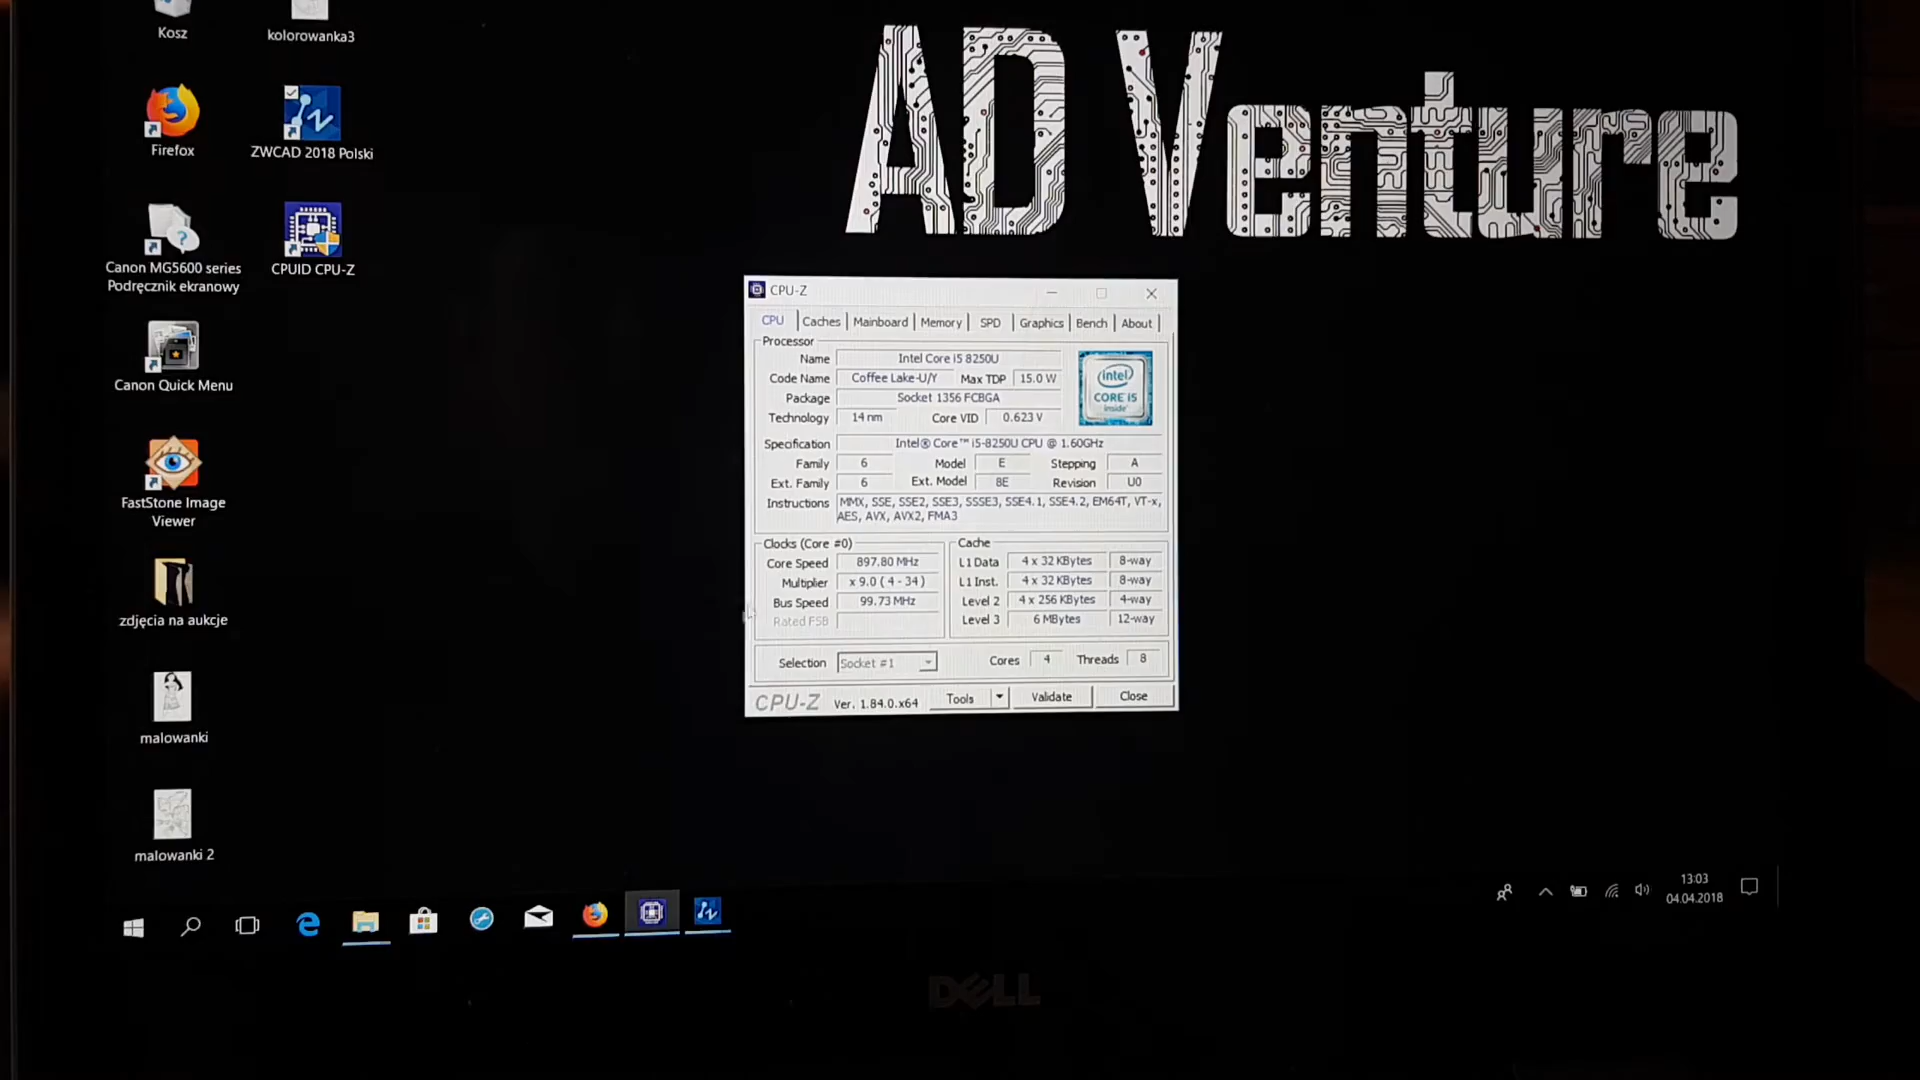 AD Venture
Kosz
kolorowanka3
Firefox
ZWCAD 2018 Polski
Canon MG5600 series
Podręcznik ekranowy
CPUID CPU-Z
Canon Quick Menu
FastStone Image
Viewer
zdjęcia na aukcje
malowanki
malowanki 2
CPU-Z
CPU Caches Mainboard Memory SPD Graphics Bench About
Processor
Name Intel Core i5 8250U
Code Name Coffee Lake-U/Y Max TDP 15.0 W
Package Socket 1356 FCBGA
Technology 14 nm Core VID 0.623 V
intel
CORE i5
inside
Specification Intel® Core™ i5-8250U CPU @ 1.60GHz
Family 6 Model E Stepping A
Ext. Family 6 Ext. Model 8E Revision U0
Instructions MMX, SSE, SSE2, SSE3, SSSE3, SSE4.1, SSE4.2, EM64T, VT-x,
AES, AVX, AVX2, FMA3
Clocks (Core #0)
Core Speed 897.80 MHz
Multiplier x 9.0 ( 4 - 34 )
Bus Speed 99.73 MHz
Rated FSB
Cache
L1 Data 4 x 32 KBytes 8-way
L1 Inst. 4 x 32 KBytes 8-way
Level 2 4 x 256 KBytes 4-way
Level 3 6 MBytes 12-way
Selection Socket #1 Cores 4 Threads 8
CPU-Z Ver. 1.84.0.x64 Tools Validate Close
13:03
04.04.2018
DELL